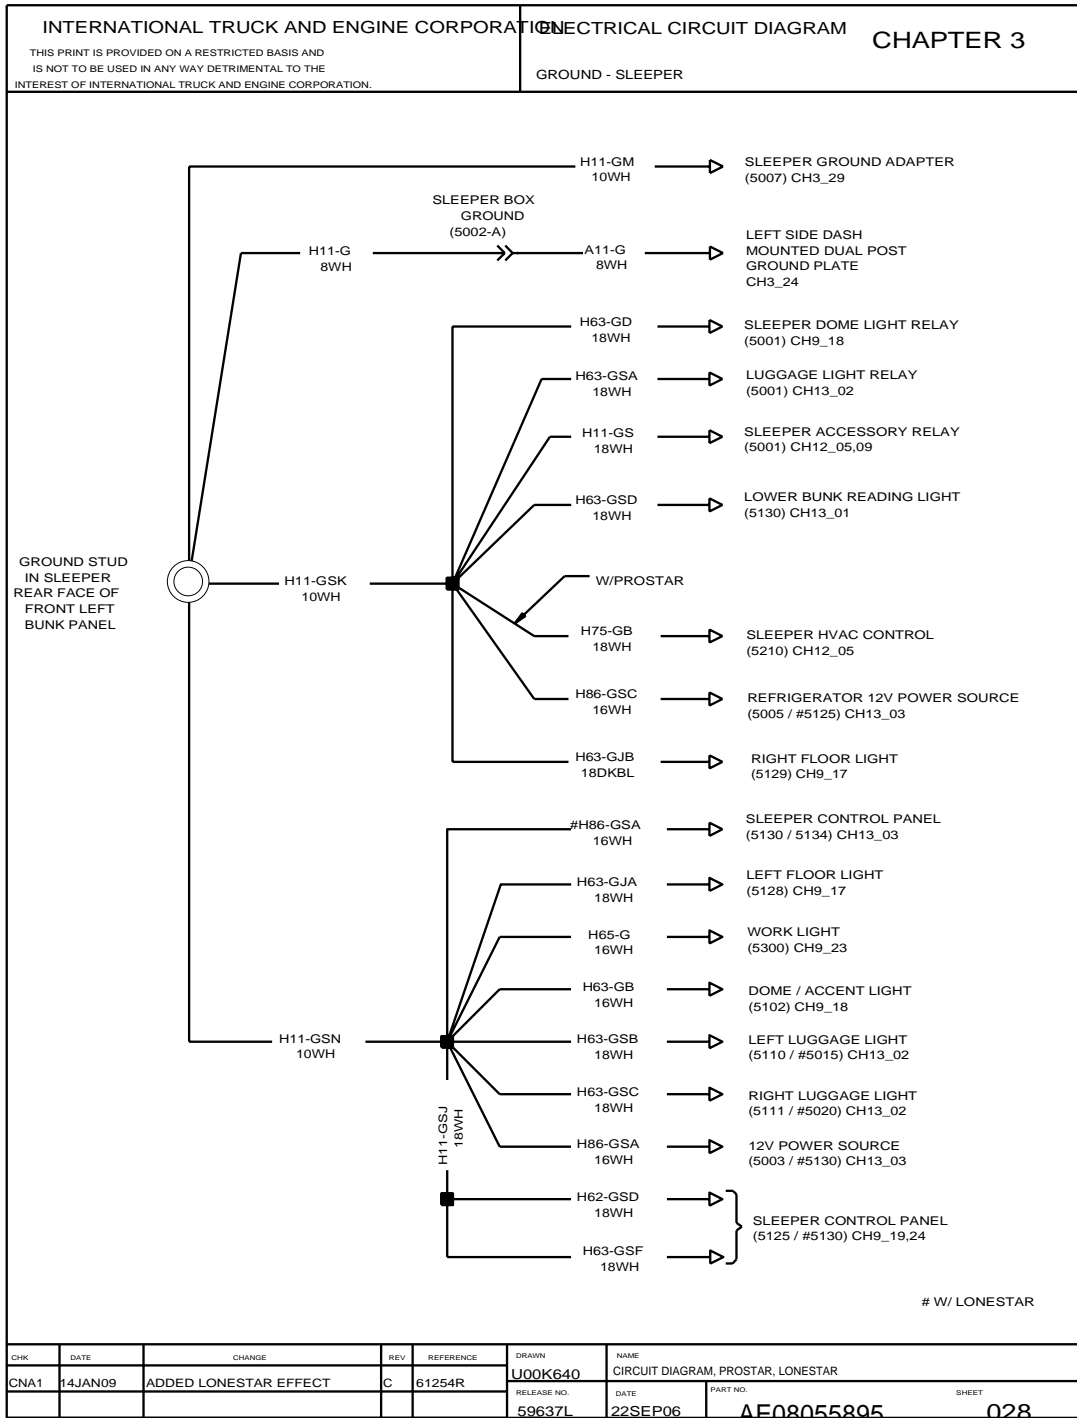 INTERNATIONAL TRUCK AND ENGINE CORPORATION
THIS PRINT IS PROVIDED ON A RESTRICTED BASIS AND
IS NOT TO BE USED IN ANY WAY DETRIMENTAL TO THE
INTEREST OF INTERNATIONAL TRUCK AND ENGINE CORPORATION.
ELECTRICAL CIRCUIT DIAGRAM
CHAPTER 3
GROUND - SLEEPER
H11-GM
10WH
SLEEPER GROUND ADAPTER
(5007) CH3_29
SLEEPER BOX
GROUND
(5002-A)
H11-G
8WH
A11-G
8WH
LEFT SIDE DASH
MOUNTED DUAL POST
GROUND PLATE
CH3_24
H63-GD
18WH
SLEEPER DOME LIGHT RELAY
(5001) CH9_18
H63-GSA
18WH
LUGGAGE LIGHT RELAY
(5001) CH13_02
H11-GS
18WH
SLEEPER ACCESSORY RELAY
(5001) CH12_05,09
H63-GSD
18WH
LOWER BUNK READING LIGHT
(5130) CH13_01
GROUND STUD
IN SLEEPER
REAR FACE OF
FRONT LEFT
BUNK PANEL
H11-GSK
10WH
W/PROSTAR
H75-GB
18WH
SLEEPER HVAC CONTROL
(5210) CH12_05
H86-GSC
16WH
REFRIGERATOR 12V POWER SOURCE
(5005 / #5125) CH13_03
H63-GJB
18DKBL
RIGHT FLOOR LIGHT
(5129) CH9_17
#H86-GSA
16WH
SLEEPER CONTROL PANEL
(5130 / 5134) CH13_03
H63-GJA
18WH
LEFT FLOOR LIGHT
(5128) CH9_17
H65-G
16WH
WORK LIGHT
(5300) CH9_23
H63-GB
16WH
DOME / ACCENT LIGHT
(5102) CH9_18
H11-GSN
10WH
H63-GSB
18WH
LEFT LUGGAGE LIGHT
(5110 / #5015) CH13_02
H63-GSC
18WH
RIGHT LUGGAGE LIGHT
(5111 / #5020) CH13_02
H11-GSJ
18WH
H86-GSA
16WH
12V POWER SOURCE
(5003 / #5130) CH13_03
H62-GSD
18WH
SLEEPER CONTROL PANEL
(5125 / #5130) CH9_19,24
H63-GSF
18WH
# W/ LONESTAR
CHK DATE CHANGE REV REFERENCE
CNA1 14JAN09 ADDED LONESTAR EFFECT C 61254R
DRAWN
U00K640
NAME
CIRCUIT DIAGRAM, PROSTAR, LONESTAR
RELEASE NO.
59637L
DATE
22SEP06
PART NO.
AE08055895
SHEET
028